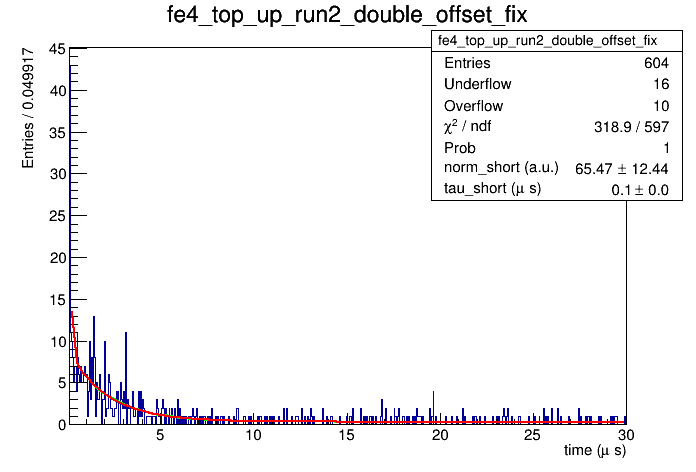 fe4_top_up_run2_double_offset_fix
fe4_top_up_run2_double_offset_fix
Entries 604
Underflow 16
Overflow 10
χ² / ndf 318.9 / 597
Prob 1
norm_short (a.u.) 65.47 ± 12.44
tau_short (μ s) 0.1 ± 0.0
Entries / 0.049917
45
40
35
30
25
20
15
10
5
0
5 10 15 20 25 30
time (μ s)